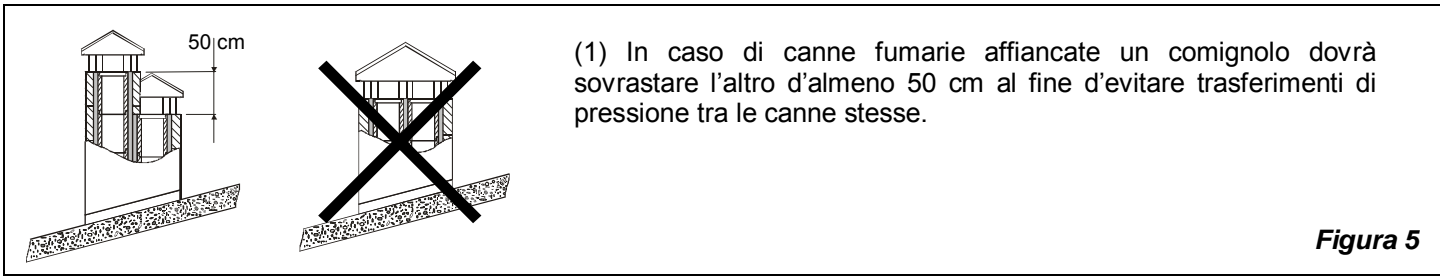 50 cm
(1) In caso di canne fumarie affiancate un comignolo dovrà
sovrastare l’altro d’almeno 50 cm al fine d’evitare trasferimenti di
pressione tra le canne stesse.
Figura 5